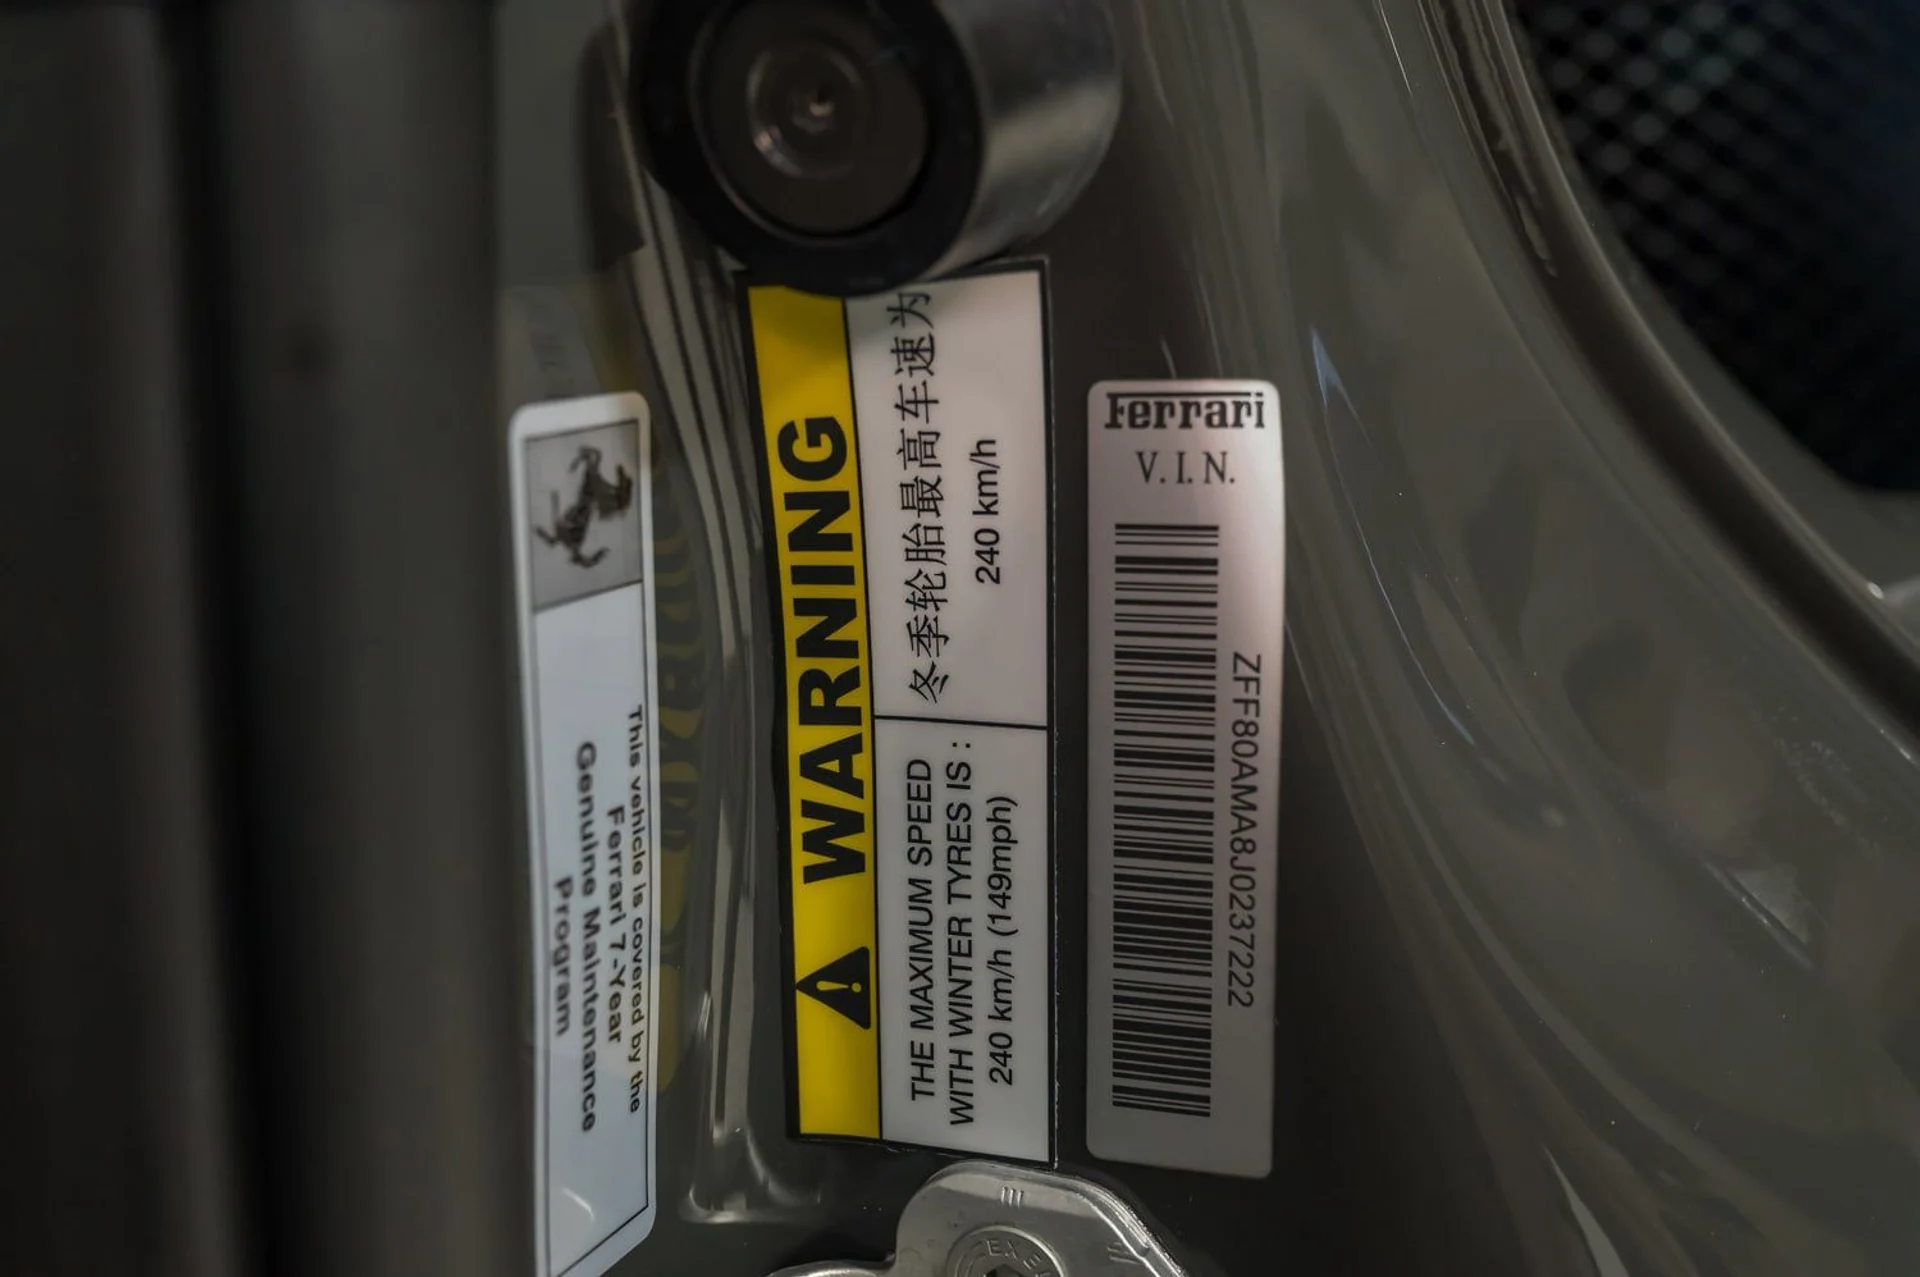 This vehicle is covered by the
Ferrari 7-Year
Genuine Maintenance
Program
WARNING
冬季轮胎最高车速为
240 km/h
THE MAXIMUM SPEED
WITH WINTER TYRES IS :
240 km/h (149mph)
Ferrari
V.I.N.
ZFF80AMA8J0237222